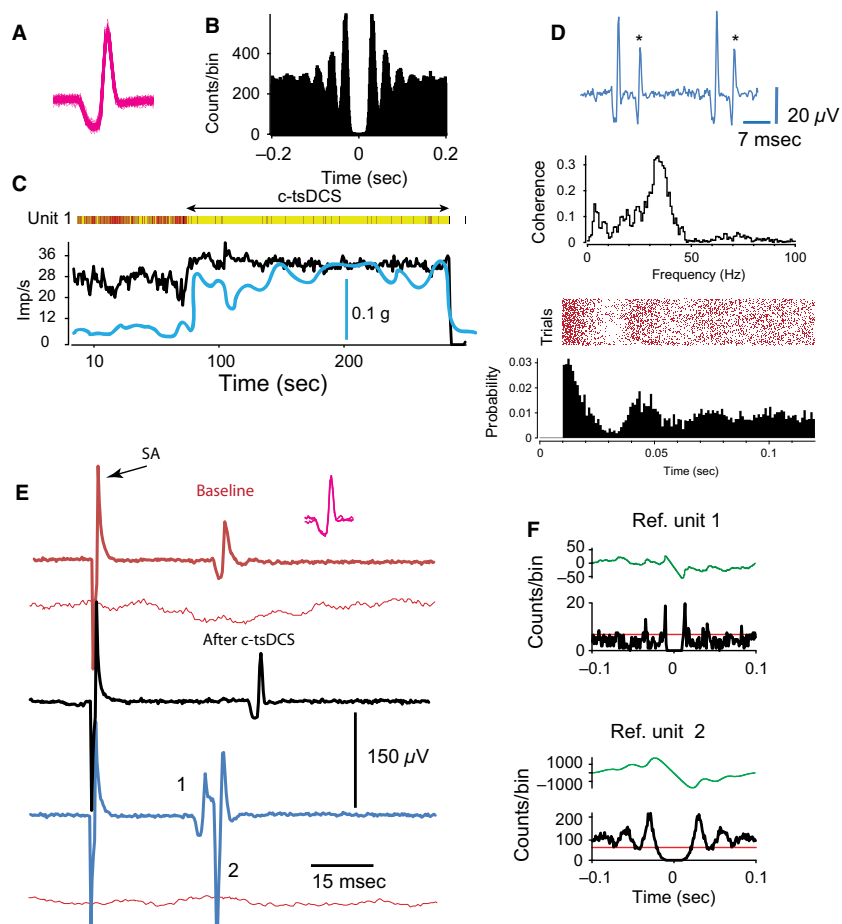 A
B
Counts/bin
400
200
0
−0.2
0
0.2
Time (sec)
C
c-tsDCS
Unit 1
Imp/s
36
28
20
12
0
0.1 g
10
100
200
Time (sec)
D
*
*
20 µV
7 msec
Coherence
0.3
0.2
0.1
0
0
100
Frequency (Hz)
Trials
Probability
0.03
0.02
0.01
0
0
0.05
0.1
Time (sec)
E
SA
Baseline
After c-tsDCS
150 µV
1
2
15 msec
F
Ref. unit 1
Counts/bin
50
0
−50
20
0
-0.1
0
0.1
Ref. unit 2
Counts/bin
1000
−1000
200
100
0
-0.1
0
0.1
Time (sec)